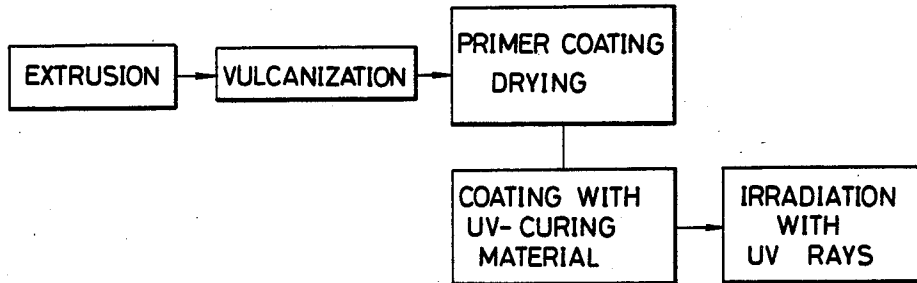 EXTRUSION
VULCANIZATION
PRIMER COATING
DRYING
COATING WITH
UV-CURING
MATERIAL
IRRADIATION
WITH
UV RAYS